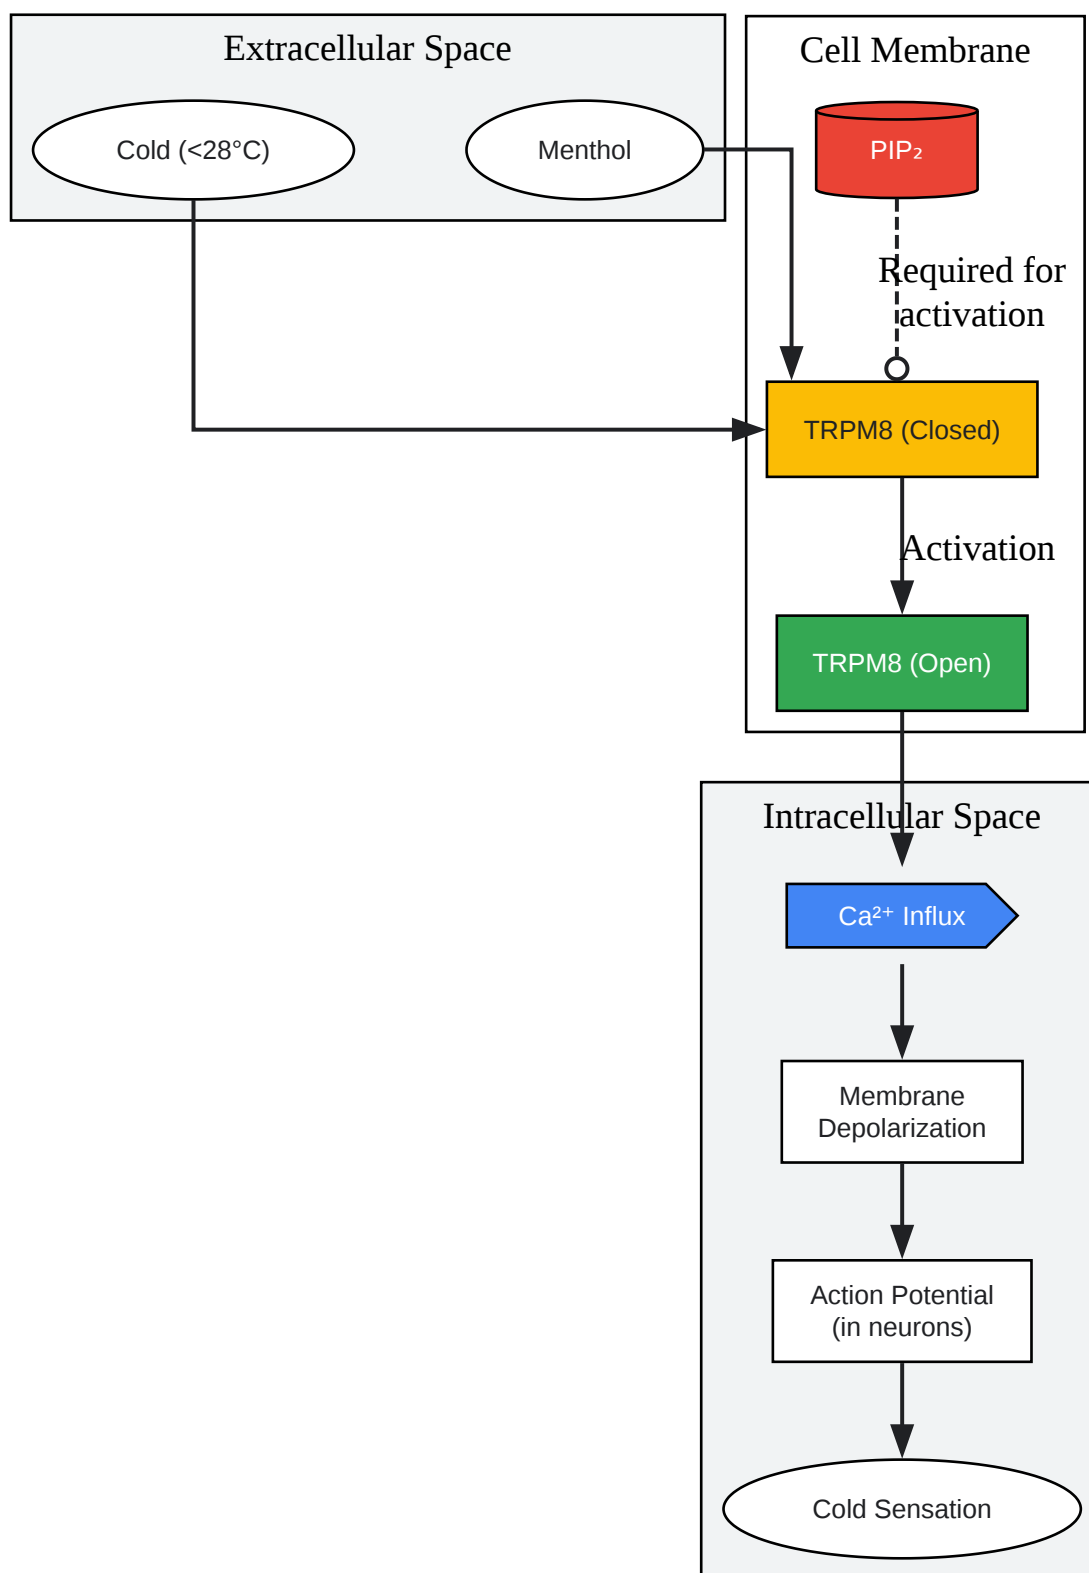 Extracellular Space
Cell Membrane
Cold (<28°C)
Menthol
PIP₂
Required for
activation
TRPM8 (Closed)
Activation
TRPM8 (Open)
Intracellular Space
Ca²⁺ Influx
Membrane
Depolarization
Action Potential
(in neurons)
Cold Sensation